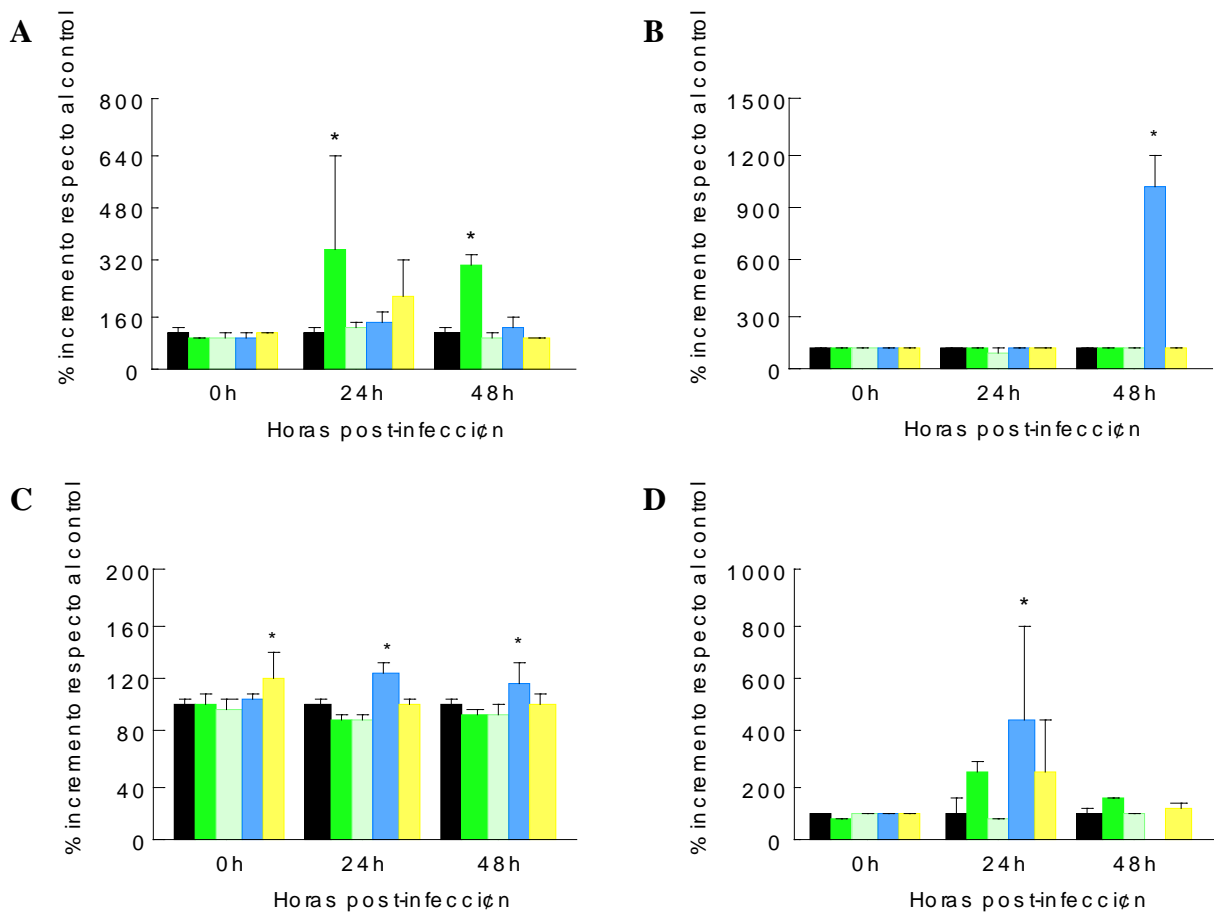 A
% incremento respecto al control
800
640
480
320
160
0
*
*
0h 24h 48h
Horas post-infecci¢n
B
% incremento respecto al control
1500
1200
900
600
300
0
*
0h 24h 48h
Horas post-infecci¢n
C
% incremento respecto al control
200
160
120
80
40
0
* * *
0h 24h 48h
Horas post-infecci¢n
D
% incremento respecto al control
1000
800
600
400
200
0
*
0h 24h 48h
Horas post-infecci¢n